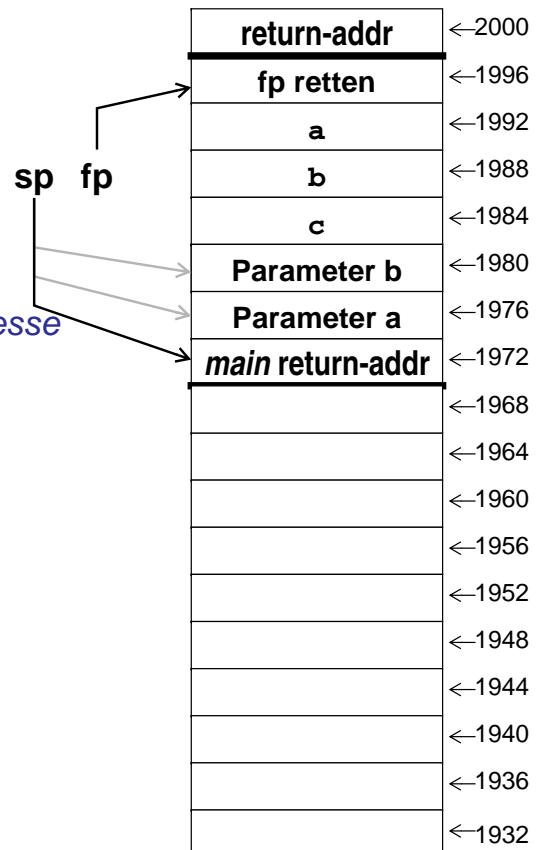 return-addr ←2000
fp retten ←1996
a ←1992
sp fp b ←1988
c ←1984
Parameter b ←1980
Parameter a ←1976
esse
main return-addr ←1972
←1968
←1964
←1960
←1956
←1952
←1948
←1944
←1940
←1936
←1932